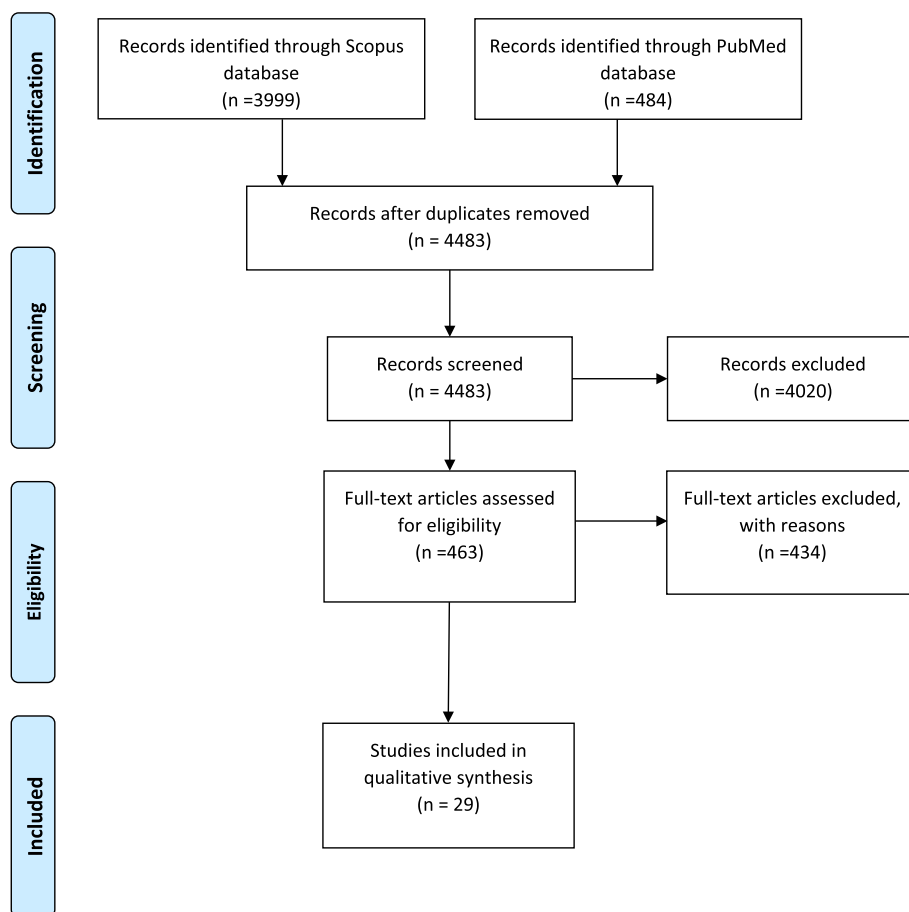 Identification
Records identified through Scopus
database
(n =3999)
Records identified through PubMed
database
(n =484)
Records after duplicates removed
(n = 4483)
Screening
Records screened
(n = 4483)
Records excluded
(n =4020)
Eligibility
Full-text articles assessed
for eligibility
(n =463)
Full-text articles excluded,
with reasons
(n =434)
Included
Studies included in
qualitative synthesis
(n = 29)